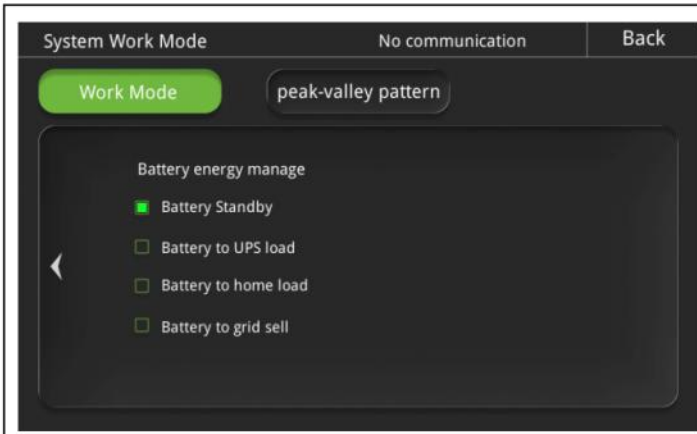 System Work Mode No communication Back
Work Mode peak-valley pattern
Battery energy manage
Battery Standby
Battery to UPS load
Battery to home load
Battery to grid sell